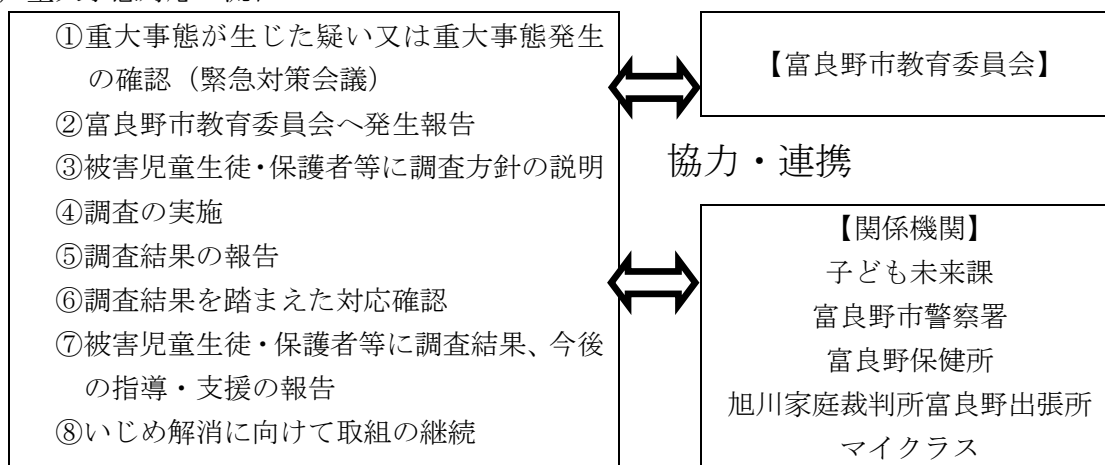 ①重大事態が生じた疑い又は重大事態発生
の確認（緊急対策会議）
②富良野市教育委員会へ発生報告
③被害児童生徒・保護者等に調査方針の説明
④調査の実施
⑤調査結果の報告
⑥調査結果を踏まえた対応確認
⑦被害児童生徒・保護者等に調査結果、今後
の指導・支援の報告
⑧いじめ解消に向けて取組の継続
【富良野市教育委員会】
協力・連携
【関係機関】
子ども未来課
富良野市警察署
富良野保健所
旭川家庭裁判所富良野出張所
マイクラス